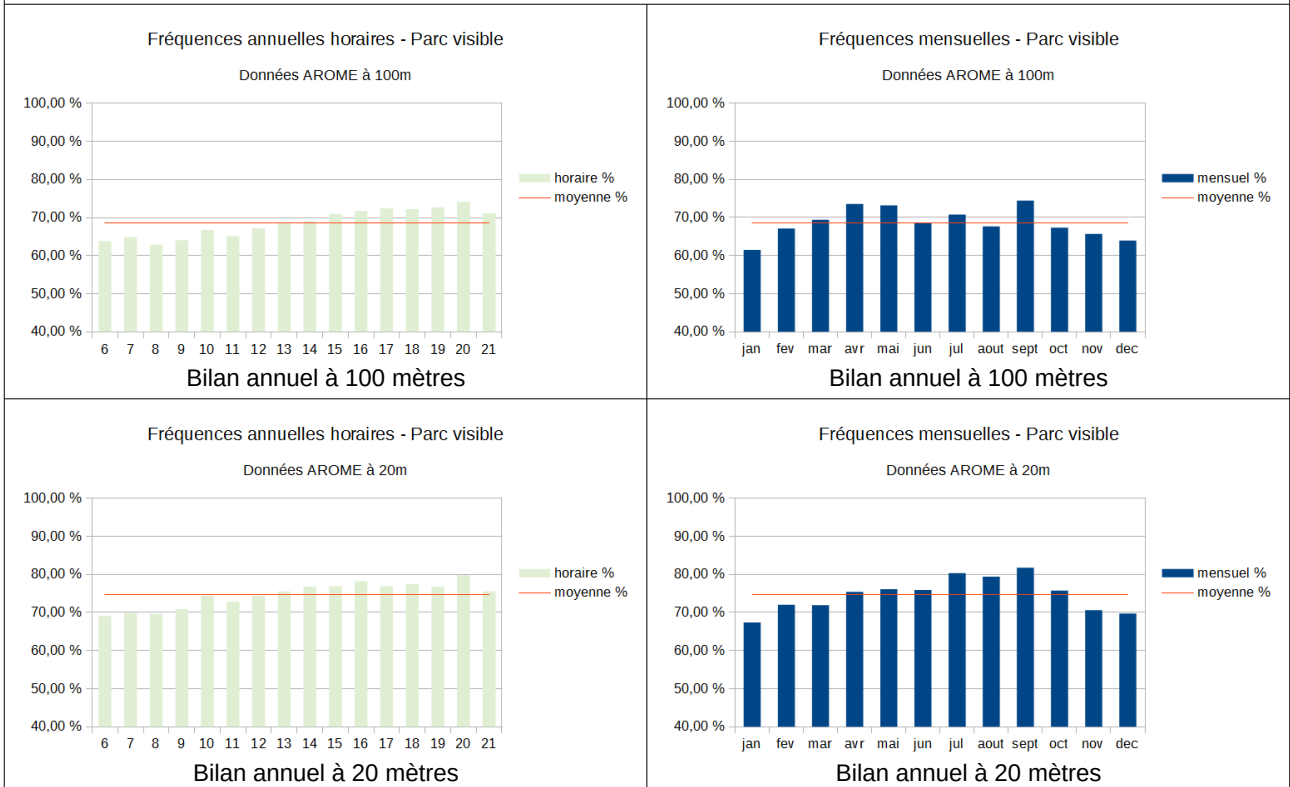 Fréquences annuelles horaires - Parc visible
Données AROME à 100m
100,00 %
90,00 %
80,00 %
70,00 %
60,00 %
50,00 %
40,00 %
6 7 8 9 10 11 12 13 14 15 16 17 18 19 20 21
horaire %
moyenne %
Bilan annuel à 100 mètres
Fréquences mensuelles - Parc visible
Données AROME à 100m
100,00 %
90,00 %
80,00 %
70,00 %
60,00 %
50,00 %
40,00 %
jan fev mar avr mai jun jul aout sept oct nov dec
mensuel %
moyenne %
Bilan annuel à 100 mètres
Fréquences annuelles horaires - Parc visible
Données AROME à 20m
100,00 %
90,00 %
80,00 %
70,00 %
60,00 %
50,00 %
40,00 %
6 7 8 9 10 11 12 13 14 15 16 17 18 19 20 21
horaire %
moyenne %
Bilan annuel à 20 mètres
Fréquences mensuelles - Parc visible
Données AROME à 20m
100,00 %
90,00 %
80,00 %
70,00 %
60,00 %
50,00 %
40,00 %
jan fev mar avr mai jun jul aout sept oct nov dec
mensuel %
moyenne %
Bilan annuel à 20 mètres